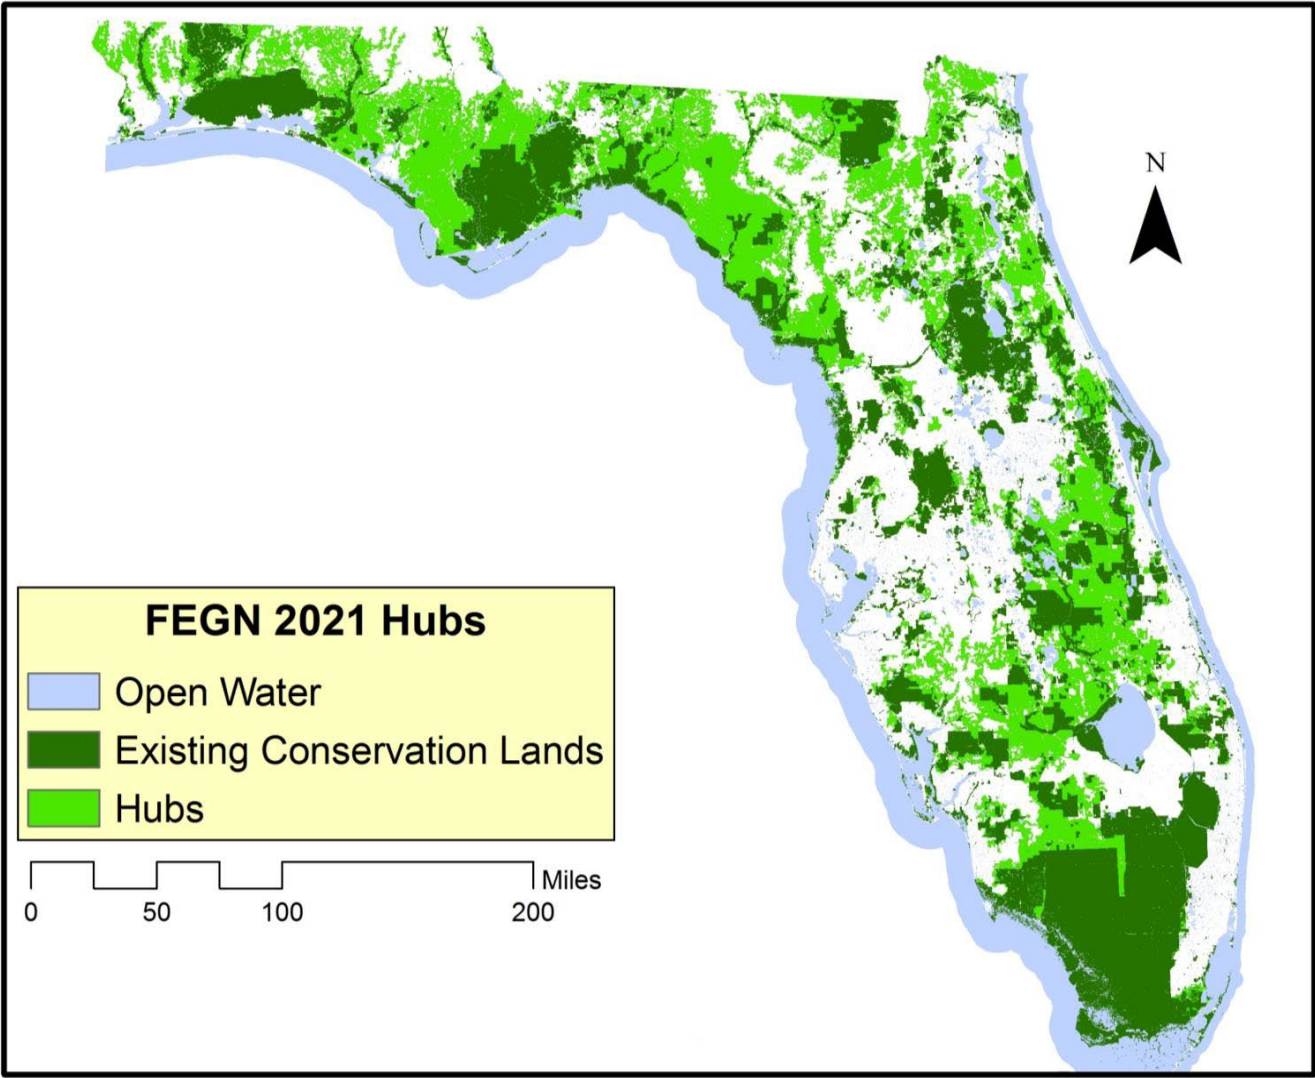 N
FEGN 2021 Hubs
Open Water
Existing Conservation Lands
Hubs
Miles
0 50 100 200